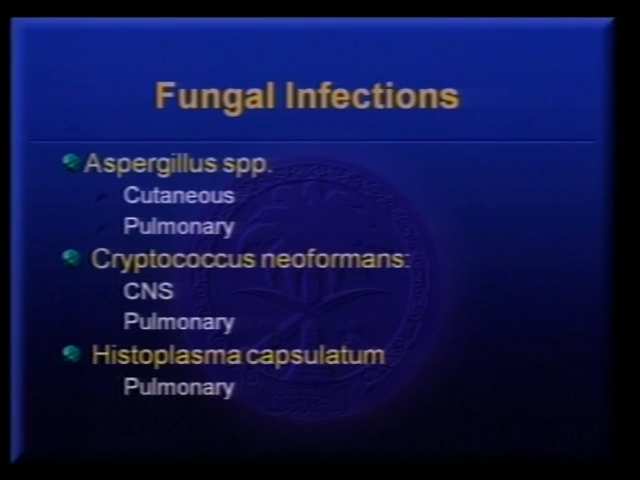 Fungal Infections
Aspergillus spp.
Cutaneous
Pulmonary
Cryptococcus neoformans:
CNS
Pulmonary
Histoplasma capsulatum
Pulmonary